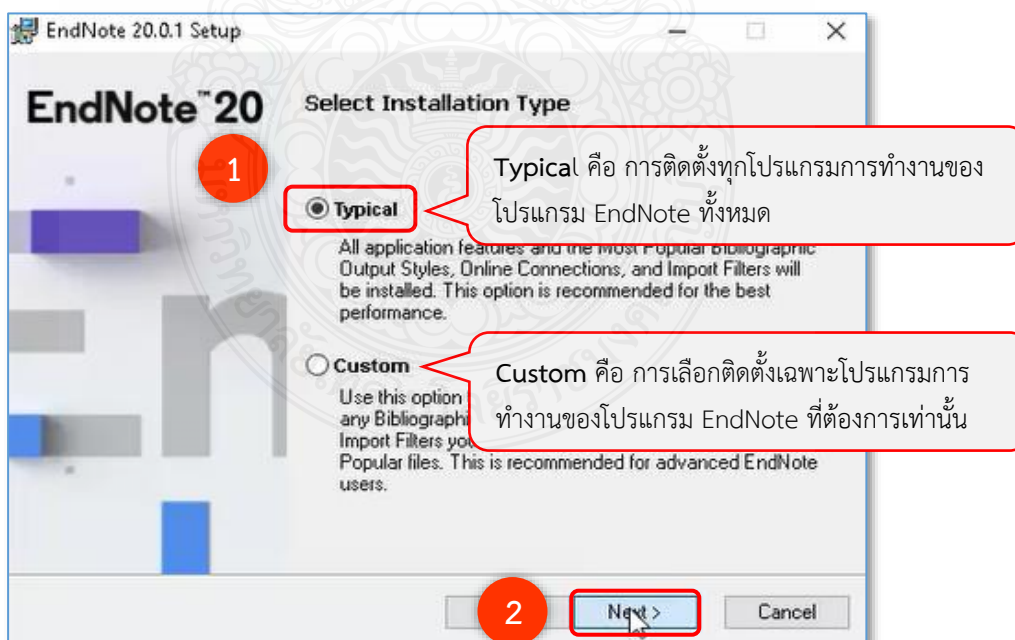 EndNote 20.0.1 Setup
EndNote™20
Select Installation Type
1
Typical คือ การติดตั้งทุกโปรแกรมการทำงานของ
โปรแกรม EndNote ทั้งหมด
Typical
All application features and the Most Popular Bibliographic
Output Styles, Online Connections, and Import Filters will
be installed. This option is recommended for the best
performance.
Custom
Custom คือ การเลือกติดตั้งเฉพาะโปรแกรมการ
ทำงานของโปรแกรม EndNote ที่ต้องการเท่านั้น
Use this option
any
Import Filters
Popular files. This is recommended for advanced EndNote
users.
2
Next >
Cancel